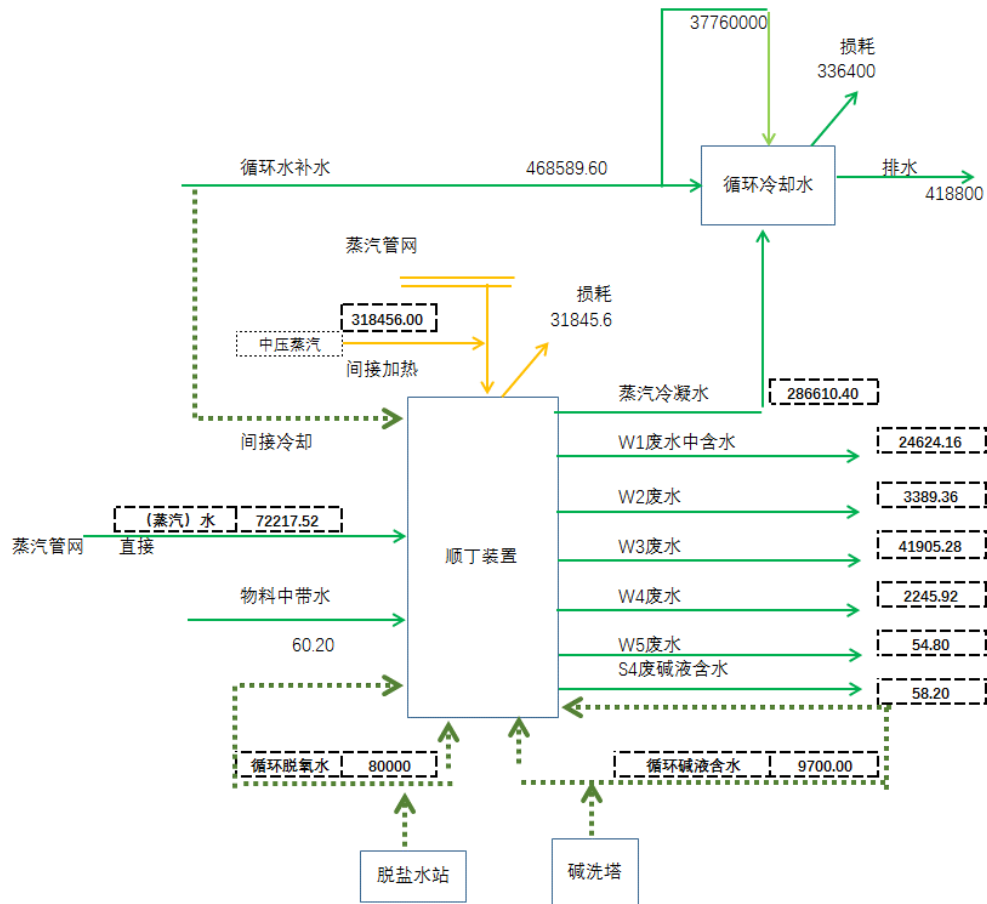 37760000
损耗
336400
循环水补水
468589.60
循环冷却水
排水
418800
蒸汽管网
损耗
31845.6
318456.00
中压蒸汽
间接加热
蒸汽冷凝水
286610.40
间接冷却
W1废水中含水
24624.16
W2废水
3389.36
（蒸汽）水
72217.52
蒸汽管网
直接
顺丁装置
W3废水
41905.28
物料中带水
60.20
W4废水
2245.92
W5废水
54.80
S4废碱液含水
58.20
循环脱氧水
80000
循环碱液含水
9700.00
脱盐水站
碱洗塔